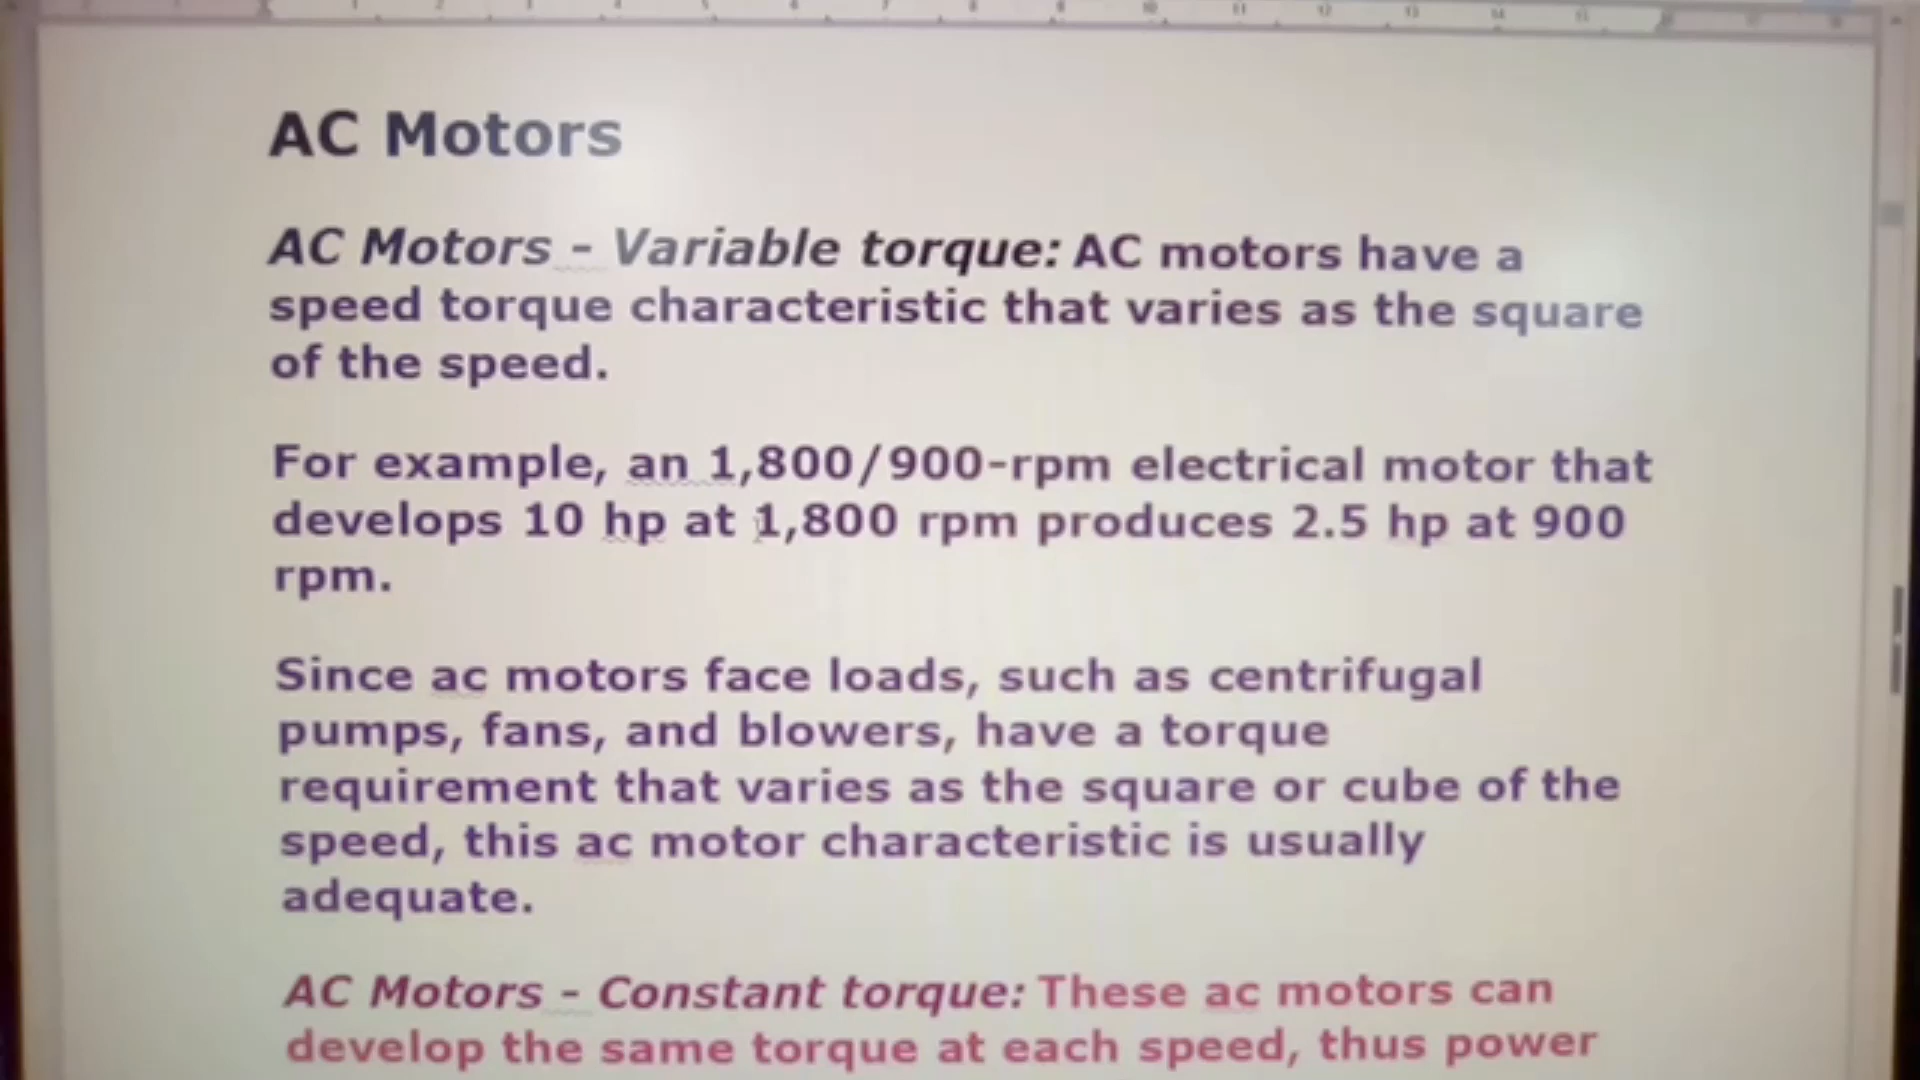 AC Motors
AC Motors - Variable torque: AC motors have a
speed torque characteristic that varies as the square
of the speed.
For example, an 1,800/900-rpm electrical motor that
develops 10 hp at 1,800 rpm produces 2.5 hp at 900
rpm.
Since ac motors face loads, such as centrifugal
pumps, fans, and blowers, have a torque
requirement that varies as the square or cube of the
speed, this ac motor characteristic is usually
adequate.
AC Motors - Constant torque: These ac motors can
develop the same torque at each speed, thus power